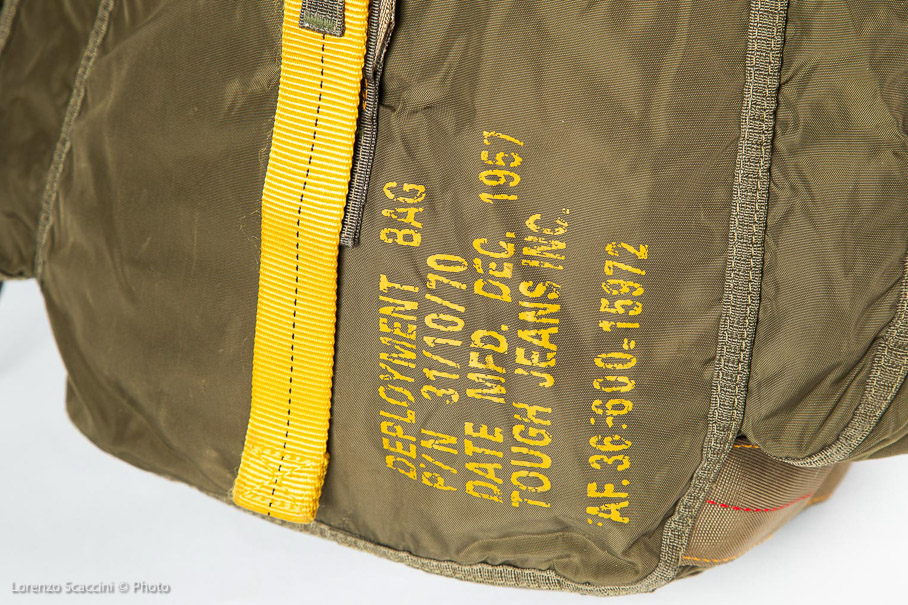 DEPLOYMENT BAG
P/N 31/10/70
DATE MFD. DEC. 1957
TOUGH JEANS INC.
AF.36=600-15972
Lorenzo Scaccini © Photo